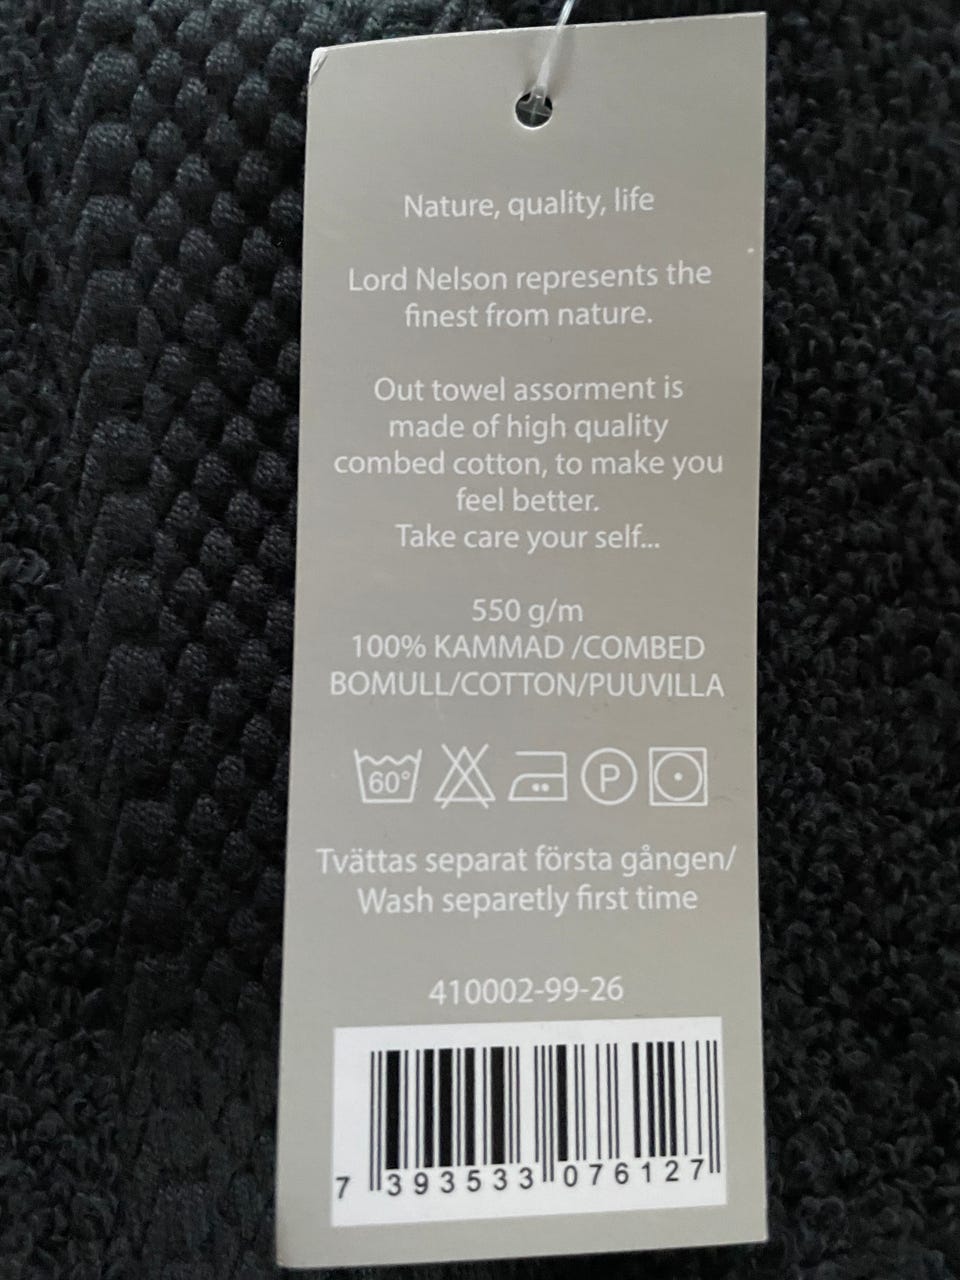 Nature, quality, life
Lord Nelson represents the
finest from nature.
Out towel assorment is
made of high quality
combed cotton, to make you
feel better.
Take care your self...
550 g/m
100% KAMMAD /COMBED
BOMULL/COTTON/PUUVILLA
60° P
Tvättas separat första gången/
Wash separetly first time
410002-99-26
7 393533 076127